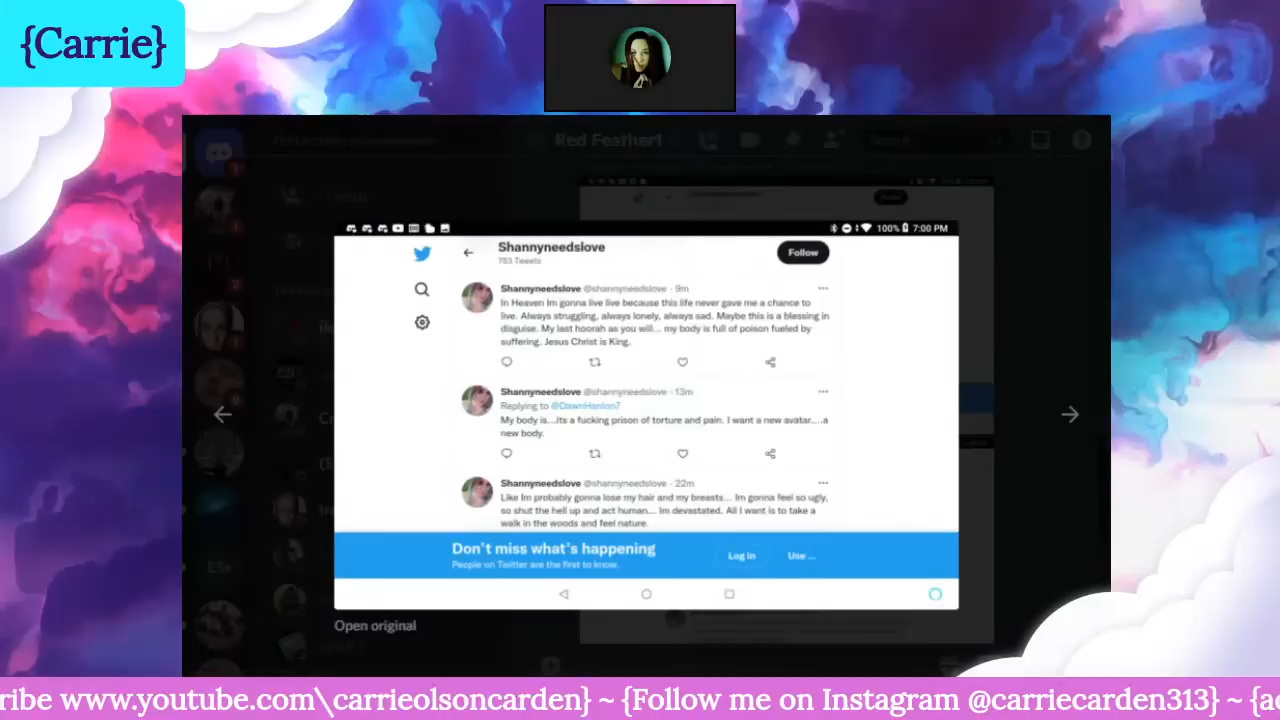 {Carrie}
Red Feather1
Search
100% 7:00 PM
Shannyneedslove
753 Tweets
Follow
Shannyneedslove @shannyneedslove · 9m
In Heaven Im gonna live live because this life never gave me a chance to
live. Always struggling, always lonely, always sad. Maybe this is a blessing in
disguise. My last hoorah as you will... my body is full of poison fueled by
suffering. Jesus Christ is King.
Shannyneedslove @shannyneedslove · 13m
Replying to @DawnHanlon7
My body is...its a fucking prison of torture and pain. I want a new avatar....a
new body.
Shannyneedslove @shannyneedslove · 22m
Like Im probably gonna lose my hair and my breasts... Im gonna feel so ugly,
so shut the hell up and act human... Im devastated. All I want is to take a
walk in the woods and feel nature.
Don't miss what's happening
People on Twitter are the first to know.
Log in
Use ...
Open original
ribe www.youtube.com\carrieolsoncarden} ~ {Follow me on Instagram @carriecarden313} ~ {ad